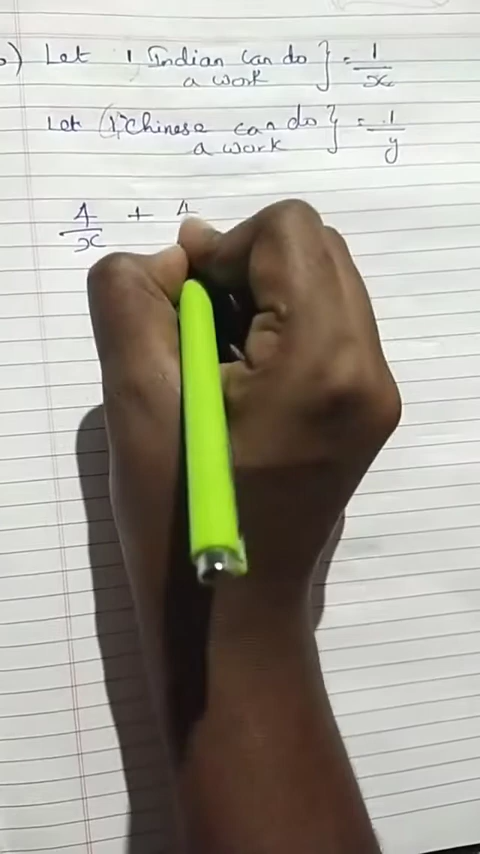 ) Let 1 Indian can do } = 1/x
a work
Let (1) Chinese can do } = 1/y
a work
4/x + 4